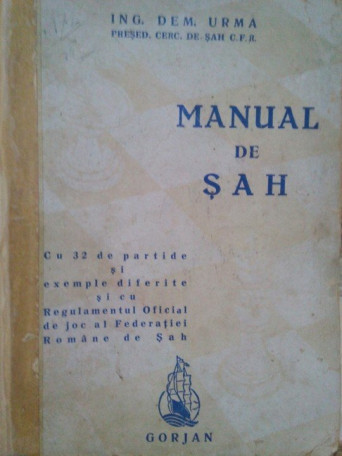 ING. DEM. URMĂ
PREȘED. CERC. DE ȘAH C.F.R.
MANUAL
DE
ȘAH
Cu 32 de partide
și
exemple diferite
și cu
Regulamentul Oficial
de joc al Federației
Române de Șah
GORJAN